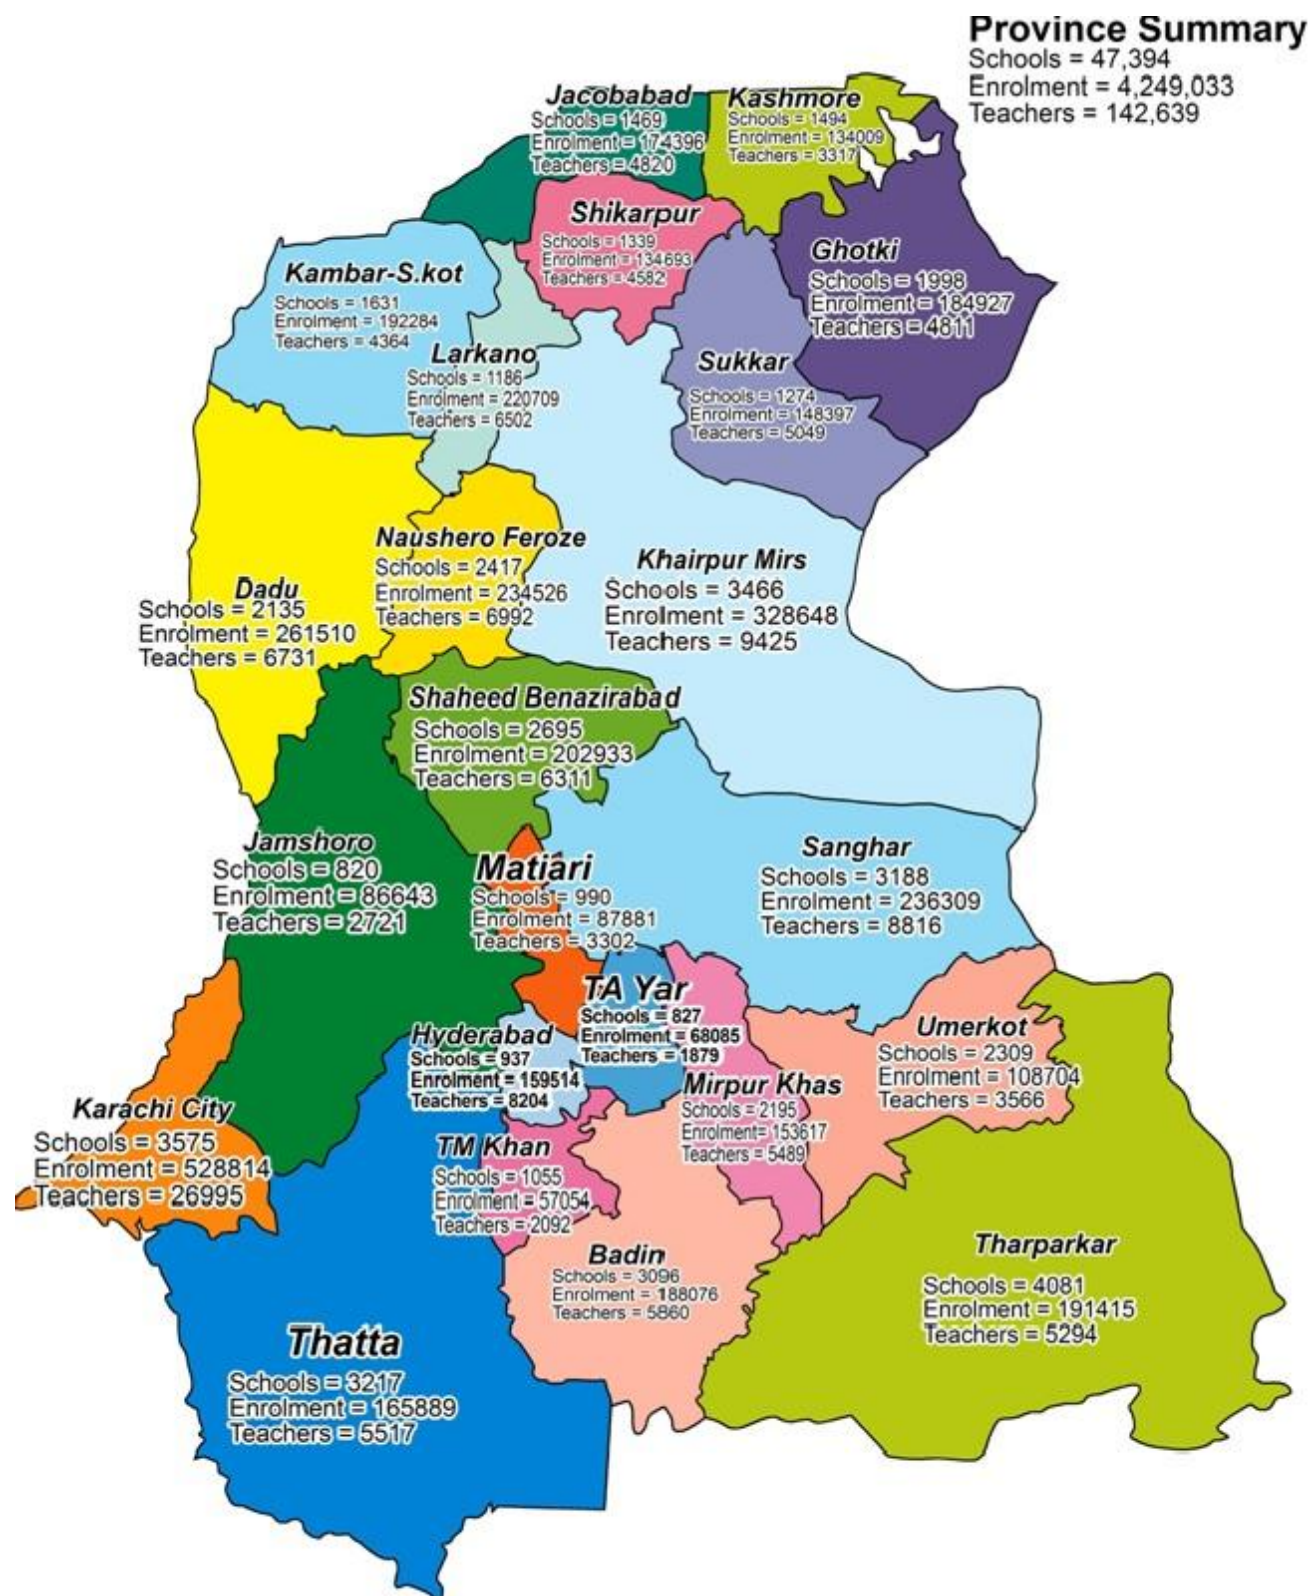 Province Summary
Schools = 47,394
Enrolment = 4,249,033
Teachers = 142,639
Jacobabad
Schools = 1469
Enrolment = 174396
Teachers = 4820
Kashmore
Schools = 1494
Enrolment = 134009
Teachers = 3317
Shikarpur
Schools = 1339
Enrolment = 134693
Teachers = 4582
Ghotki
Schools = 1998
Enrolment = 184927
Teachers = 4811
Kambar-S.kot
Schools = 1631
Enrolment = 192284
Teachers = 4364
Larkano
Schools = 1186
Enrolment = 220709
Teachers = 6502
Sukkar
Schools = 1274
Enrolment = 148397
Teachers = 5049
Naushero Feroze
Schools = 2417
Enrolment = 234526
Teachers = 6992
Khairpur Mirs
Schools = 3466
Enrolment = 328648
Teachers = 9425
Dadu
Schools = 2135
Enrolment = 261510
Teachers = 6731
Shaheed Benazirabad
Schools = 2695
Enrolment = 202933
Teachers = 6311
Jamshoro
Schools = 820
Enrolment = 86643
Teachers = 2721
Matiari
Schools = 990
Enrolment = 87881
Teachers = 3302
Sanghar
Schools = 3188
Enrolment = 236309
Teachers = 8816
TA Yar
Schools = 827
Enrolment = 68085
Teachers = 1879
Hyderabad
Schools = 937
Enrolment = 159514
Teachers = 8204
Umerkot
Schools = 2309
Enrolment = 108704
Teachers = 3566
Mirpur Khas
Schools = 2195
Enrolment= 153617
Teachers = 5489
Karachi City
Schools = 3575
Enrolment = 528814
Teachers = 26995
TM Khan
Schools = 1055
Enrolment = 57054
Teachers = 2092
Badin
Schools = 3096
Enrolment = 188076
Teachers = 5860
Tharparkar
Schools = 4081
Enrolment = 191415
Teachers = 5294
Thatta
Schools = 3217
Enrolment = 165889
Teachers = 5517